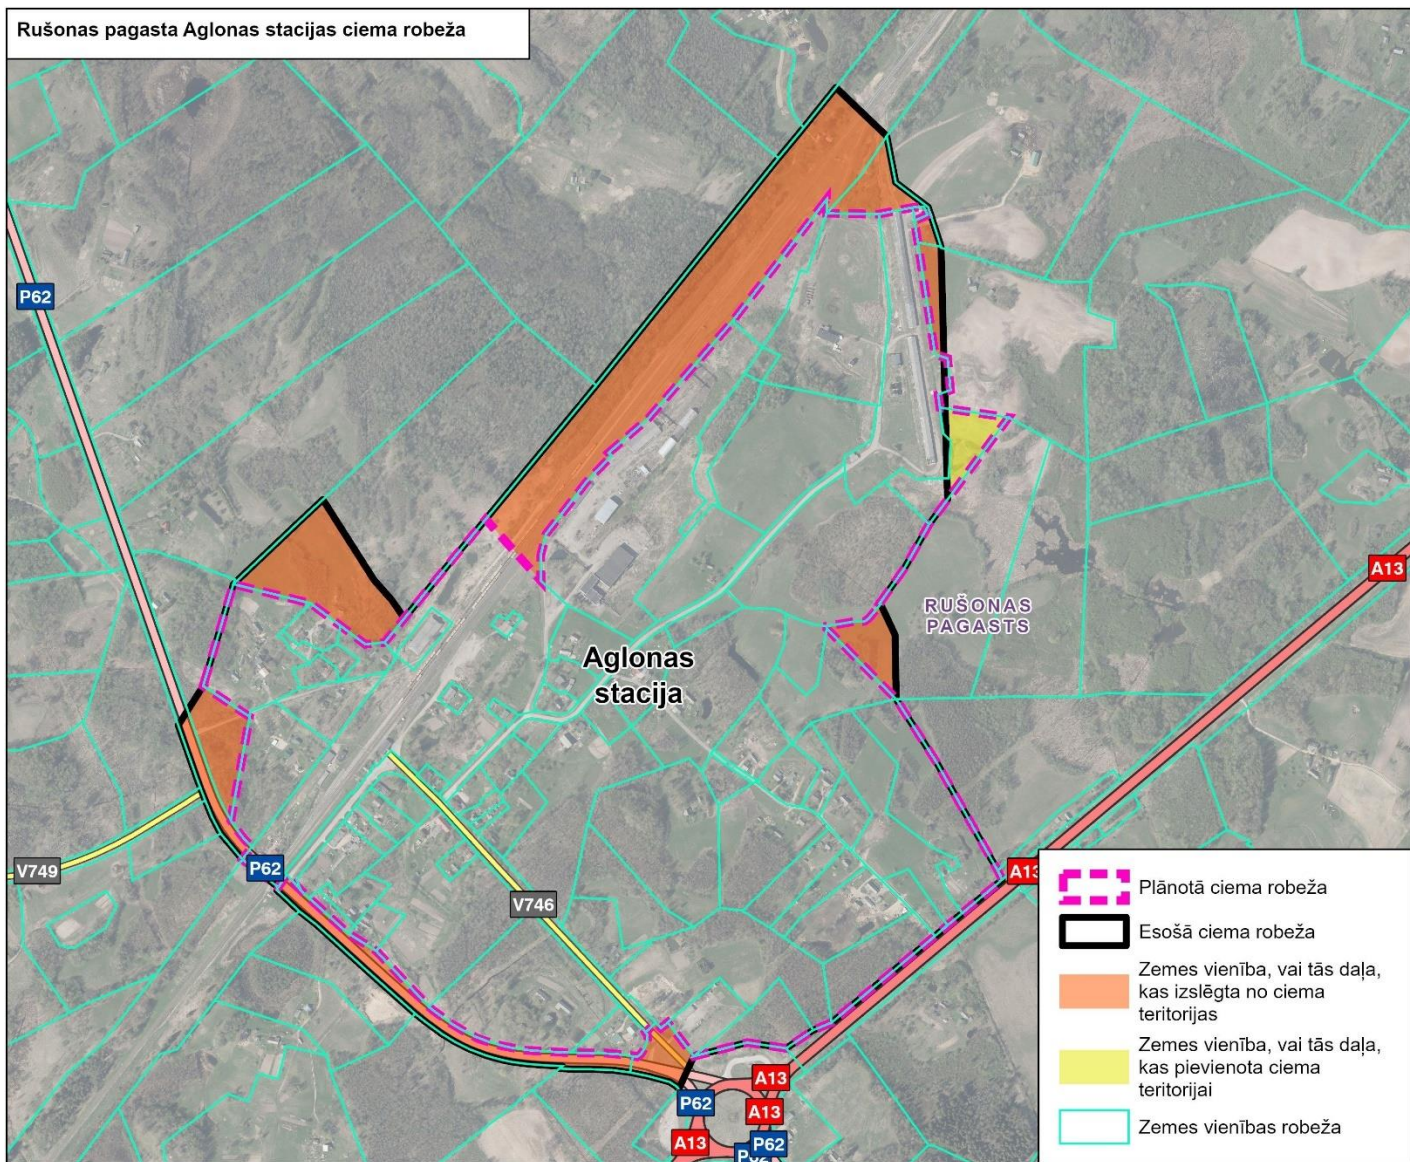 Rušonas pagasta Aglonas stacijas ciema robeža
P62
A13
RUŠONAS
PAGASTS
Aglonas
stacija
P62
V749
V746
A13
A13
P62
A13
A13
P62
P62
Plānotā ciema robeža
Esošā ciema robeža
Zemes vienība, vai tās daļa,
kas izslēgta no ciema
teritorijas
Zemes vienība, vai tās daļa,
kas pievienota ciema
teritorijai
Zemes vienības robeža